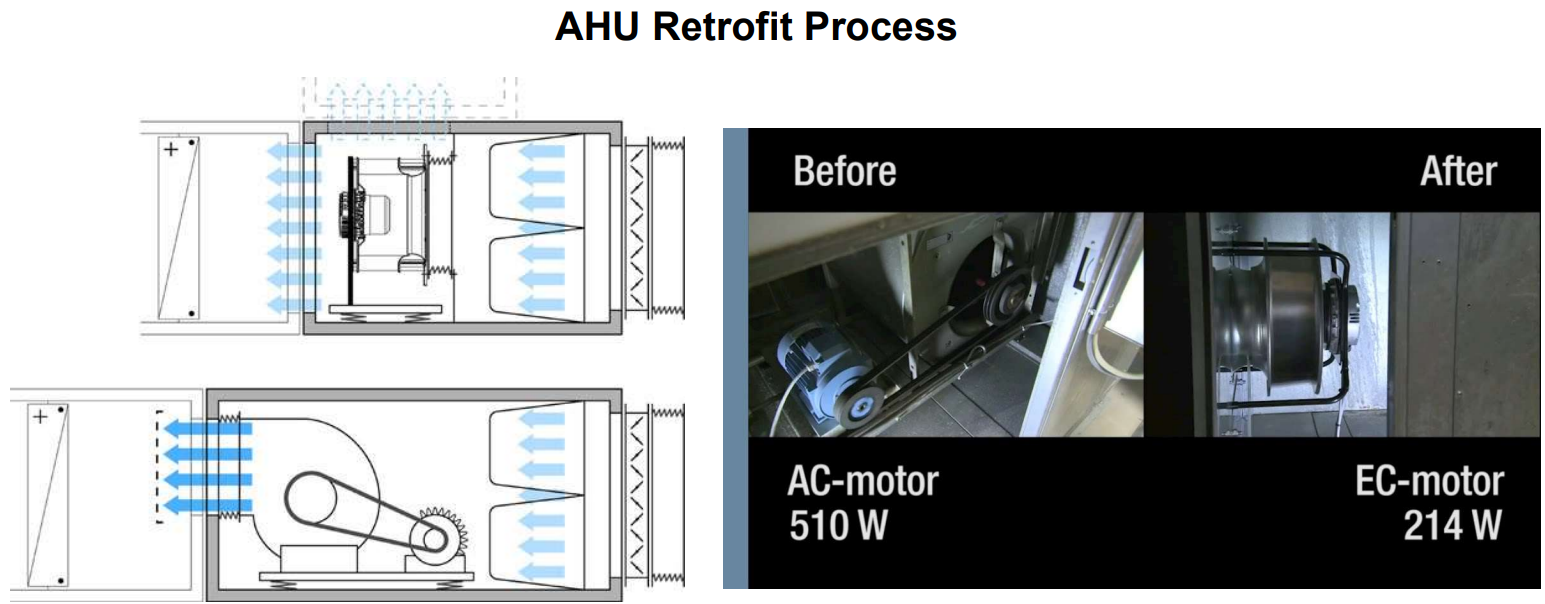 AHU Retrofit Process
+
+
Before
After
AC-motor
510 W
EC-motor
214 W